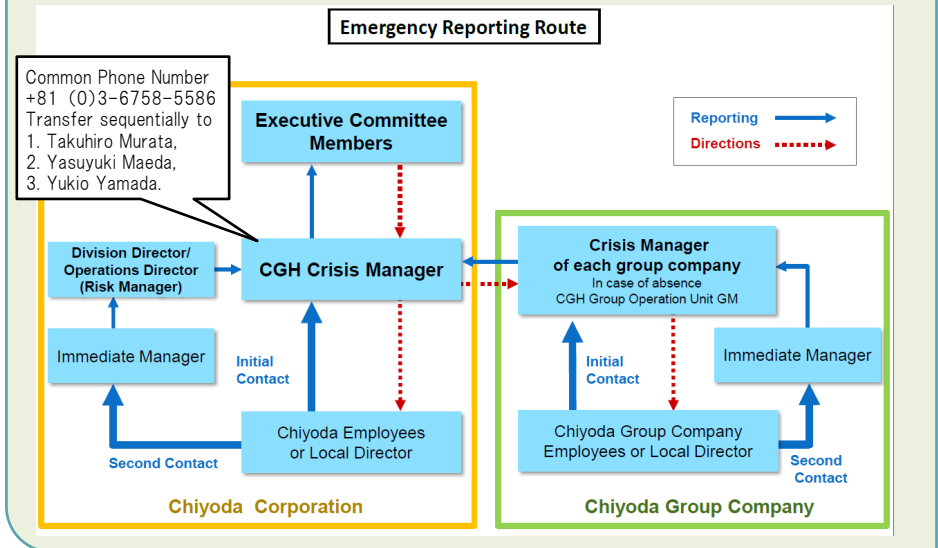 Emergency Reporting Route
Common Phone Number
+81 (0)3-6758-5586
Transfer sequentially to
1. Takuhiro Murata,
2. Yasuyuki Maeda,
3. Yukio Yamada.
Executive Committee
Members
Reporting
Directions
Division Director/
Operations Director
(Risk Manager)
CGH Crisis Manager
Crisis Manager
of each group company
In case of absence
CGH Group Operation Unit GM
Immediate Manager
Initial
Contact
Initial
Contact
Immediate Manager
Chiyoda Employees
or Local Director
Second Contact
Chiyoda Group Company
Employees or Local Director
Second
Contact
Chiyoda Corporation
Chiyoda Group Company